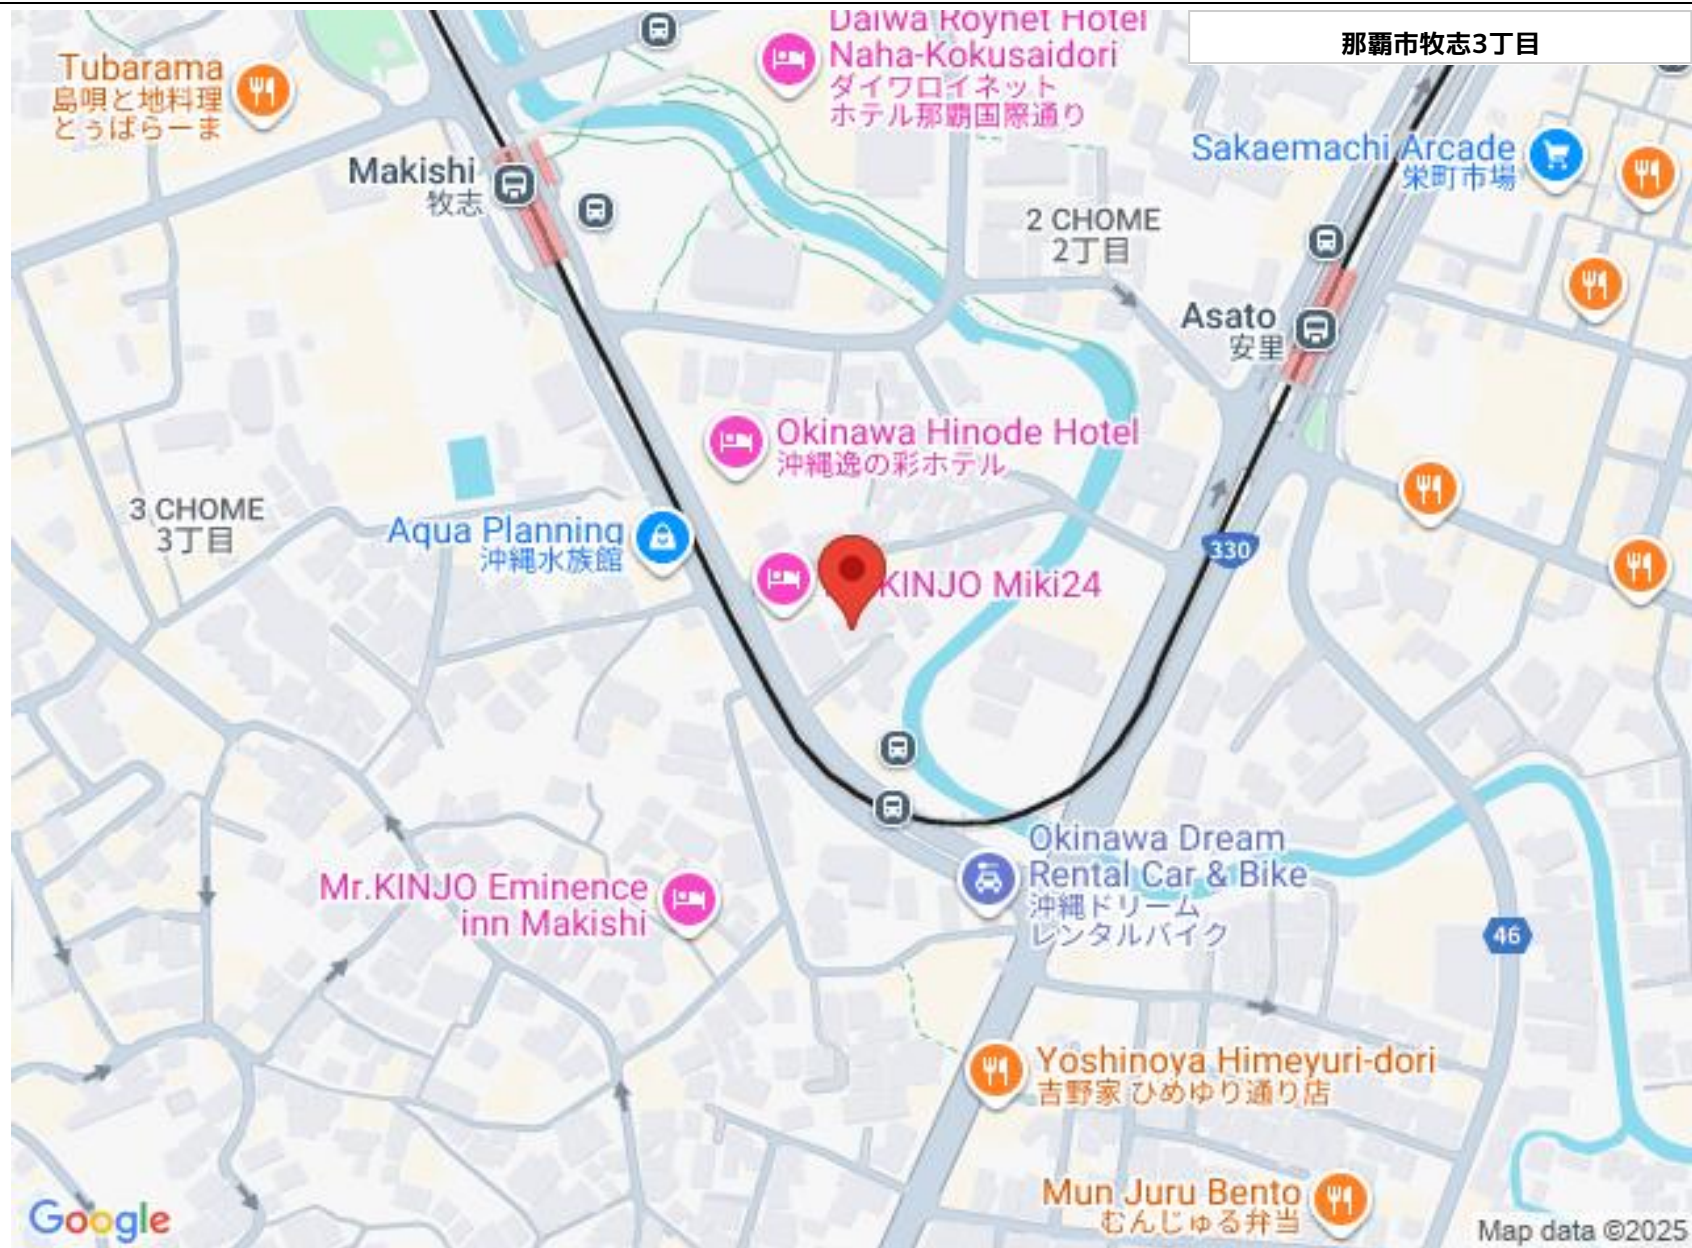 Daiwa Roynet Hotel
Naha-Kokusaidori
ダイワロイネット
ホテル那覇国際通り
那覇市牧志3丁目
Tubarama
島唄と地料理
とぅばらーま
Makishi
牧志
Sakaemachi Arcade
栄町市場
2 CHOME
2丁目
Asato
安里
Okinawa Hinode Hotel
沖縄逸の彩ホテル
3 CHOME
3丁目
Aqua Planning
沖縄水族館
330
KINJO Miki24
Okinawa Dream
Rental Car & Bike
沖縄ドリーム
レンタルバイク
Mr.KINJO Eminence
inn Makishi
46
Yoshinoya Himeyuri-dori
吉野家 ひめゆり通り店
Mun Juru Bento
むんじゅる弁当
Google
Map data ©2025